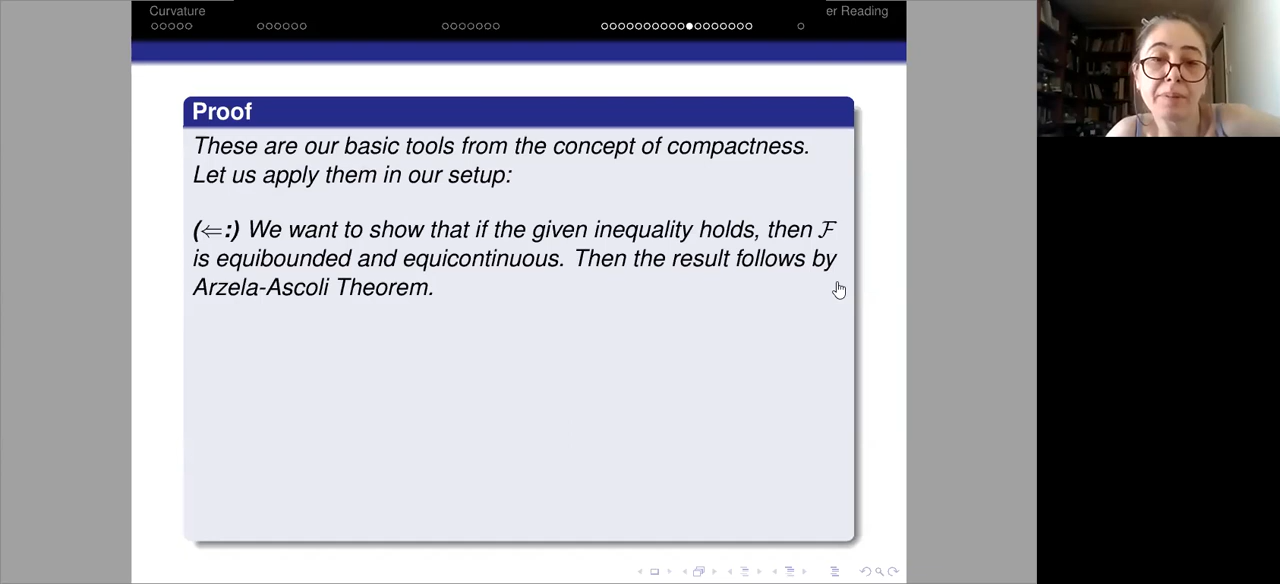 Curvature
er Reading
Proof
These are our basic tools from the concept of compactness.
Let us apply them in our setup:
(⇐:) We want to show that if the given inequality holds, then ℱ
is equibounded and equicontinuous. Then the result follows by
Arzela-Ascoli Theorem.